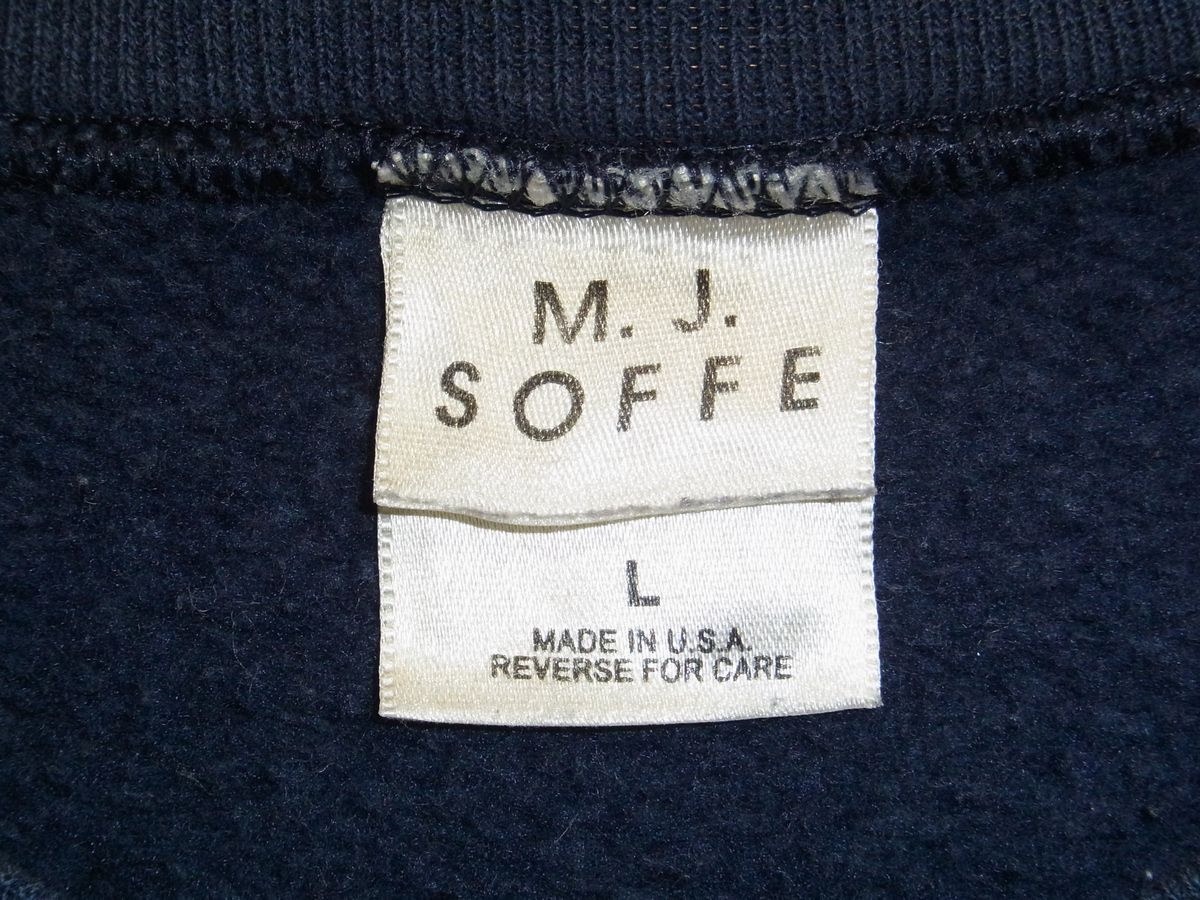 M. J.
SOFFE
L
MADE IN U.S.A.
REVERSE FOR CARE